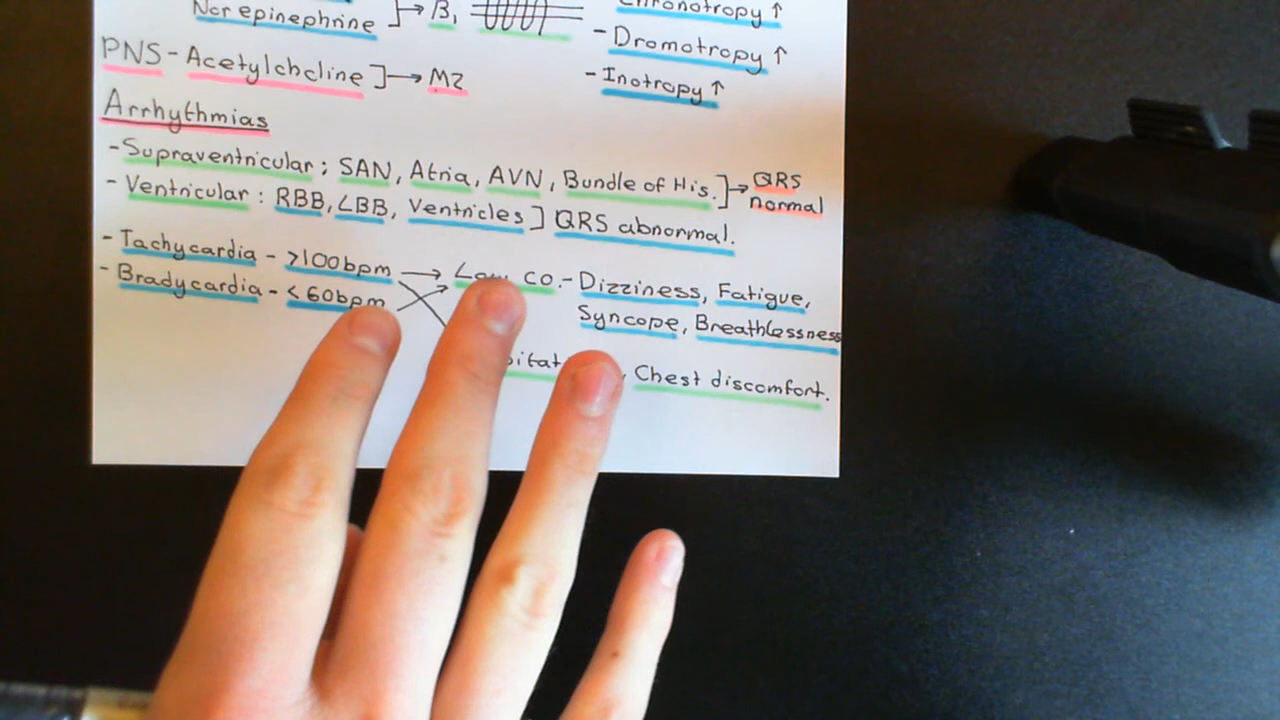 Norepinephrine ]→ β₁
Chronotropy ↑
- Dromotropy ↑
- Inotropy ↑
PNS - Acetylcholine ]→ M2
Arrhythmias
- Supraventricular ; SAN, Atria, AVN, Bundle of His. ]→ QRS normal
- Ventricular : RBB, LBB, Ventricles ] QRS abnormal.
- Tachycardia - >100bpm → Low CO. - Dizziness, Fatigue,
- Bradycardia - <60bpm Syncope, Breathlessness
, Chest discomfort.